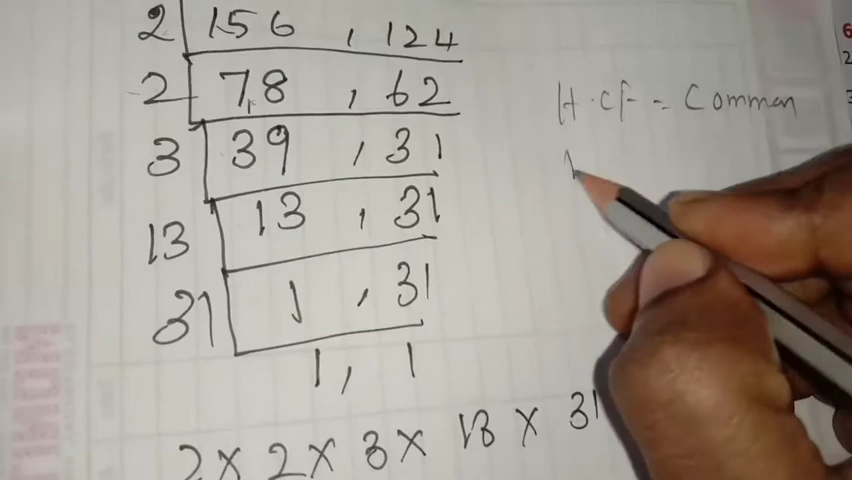 2 156 , 124
2 78 , 62
H.CF = Common
3 39 , 31
13 13 , 31
31 1 , 31
1 , 1
2 X 2 X 3 X 13 X 31